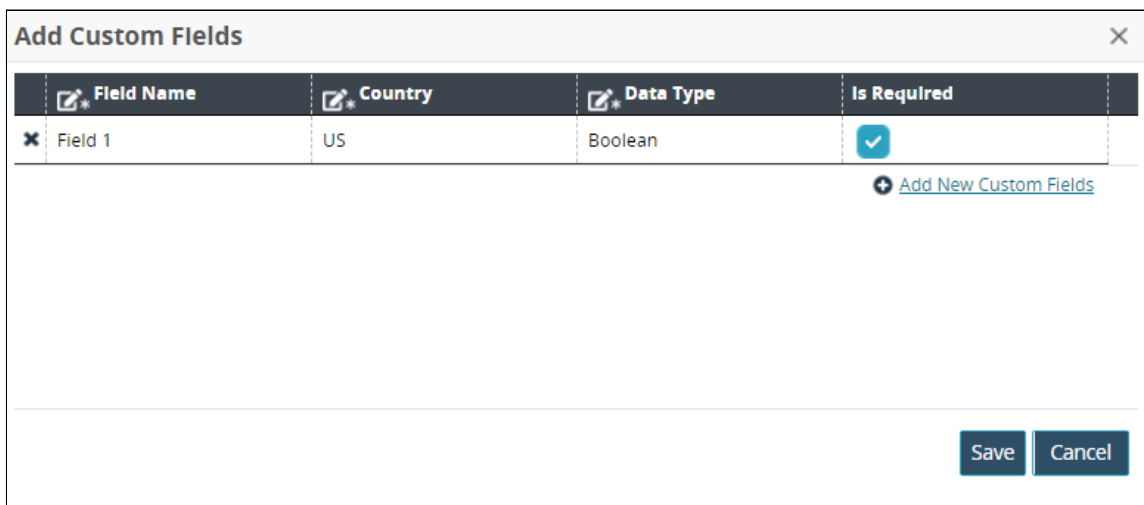 Add Custom Fields
* Field Name * Country * Data Type Is Required
Field 1 US Boolean
Add New Custom Fields
Save Cancel